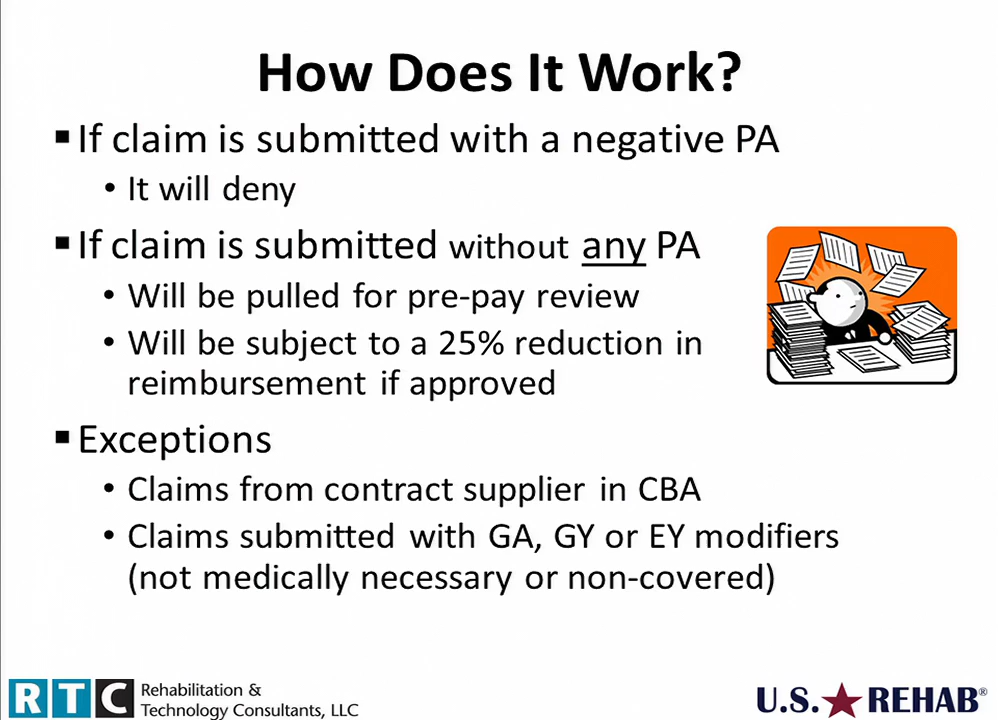 How Does It Work?
▪ If claim is submitted with a negative PA
• It will deny
▪ If claim is submitted without any PA
• Will be pulled for pre-pay review
• Will be subject to a 25% reduction in
reimbursement if approved
▪ Exceptions
• Claims from contract supplier in CBA
• Claims submitted with GA, GY or EY modifiers
(not medically necessary or non-covered)
RTC Rehabilitation &
Technology Consultants, LLC
U.S. REHAB®